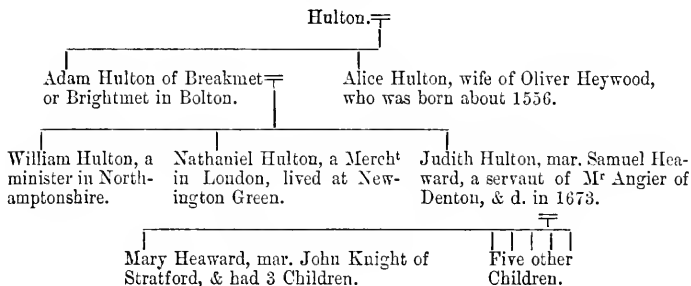 Hulton.
Adam Hulton of Breakmet
or Brightmet in Bolton.
Alice Hulton, wife of Oliver Heywood,
who was born about 1556.
William Hulton, a
minister in North-
amptonshire.
Nathaniel Hulton, a Mercht
in London, lived at New-
ington Green.
Judith Hulton, mar. Samuel Hea-
ward, a servant of Mr Angier of
Denton, & d. in 1673.
Mary Heaward, mar. John Knight of
Stratford, & had 3 Children.
Five other
Children.